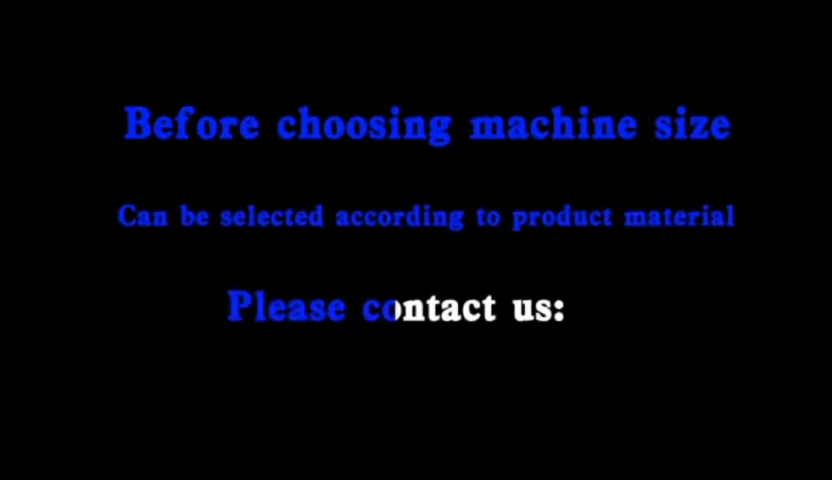 Before choosing machine size
Can be selected according to product material
Please contact us: